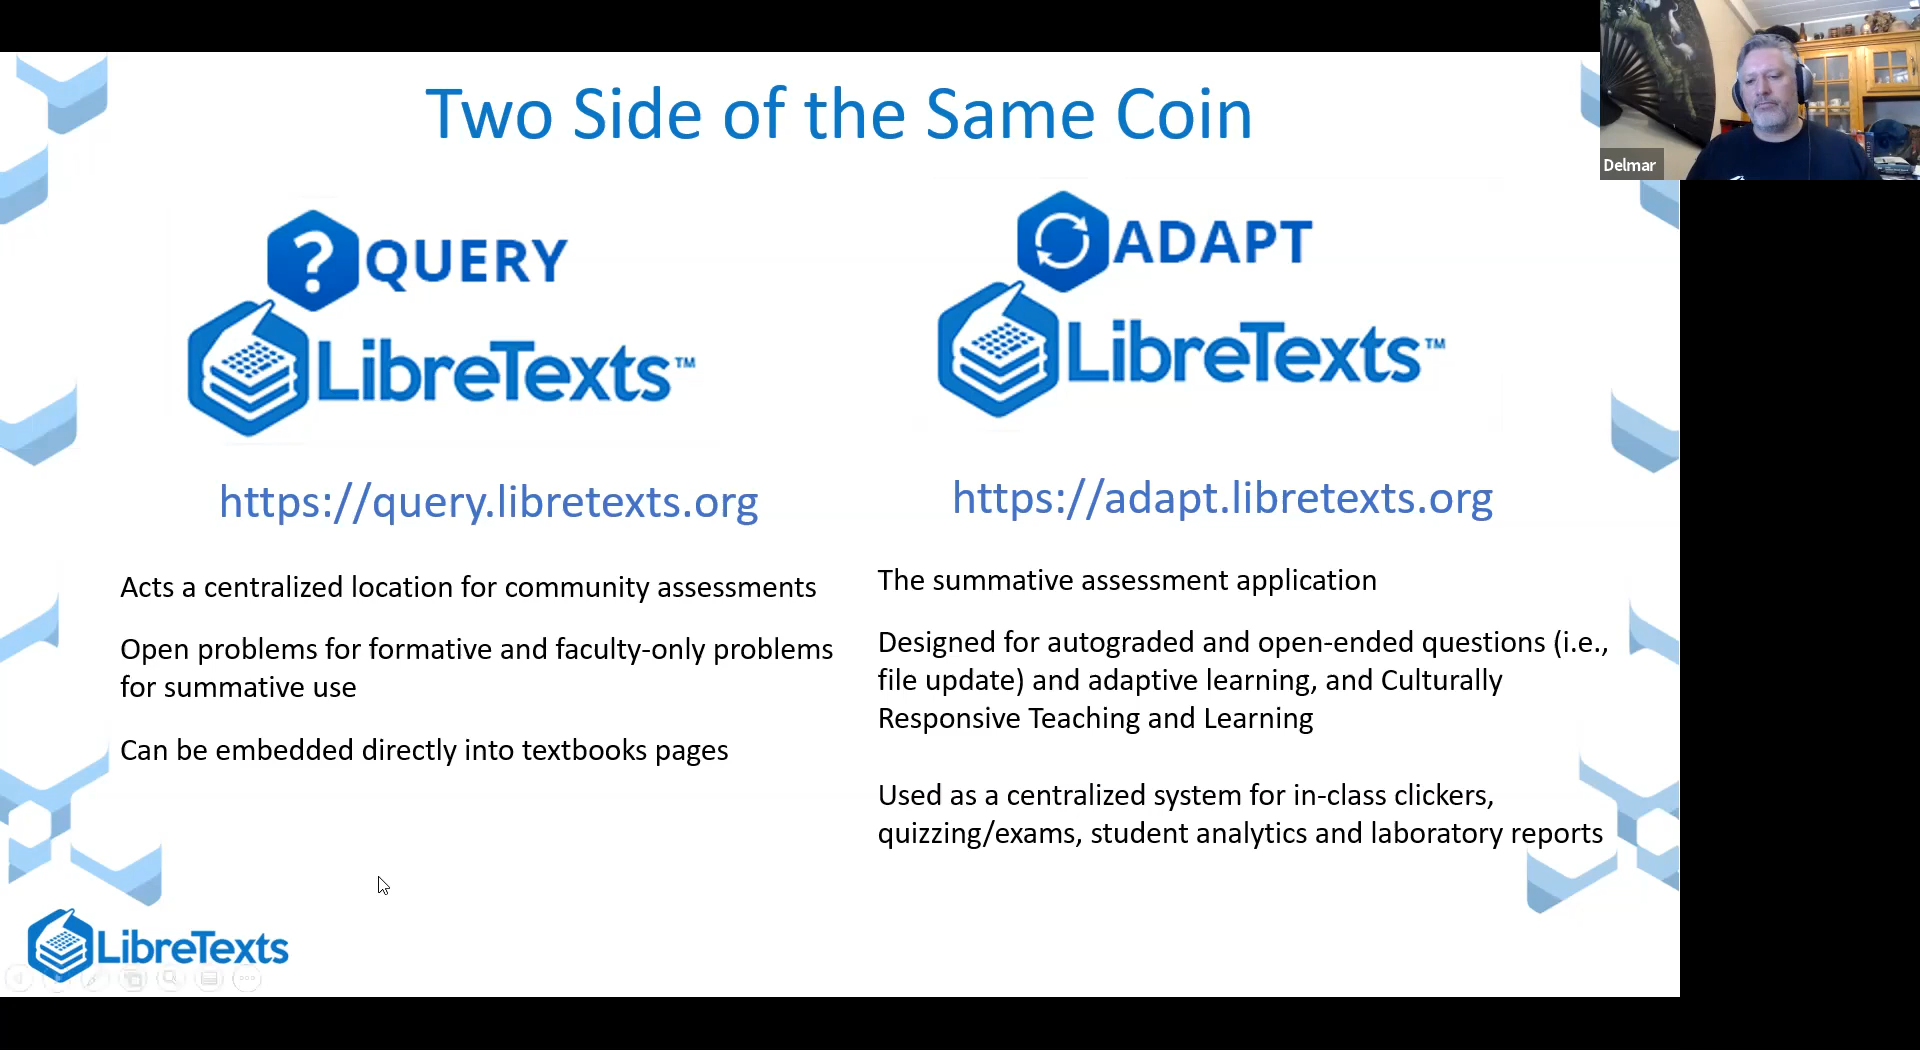 Two Side of the Same Coin
Delmar
QUERY
LibreTexts™
https://query.libretexts.org
Acts a centralized location for community assessments
Open problems for formative and faculty-only problems
for summative use
Can be embedded directly into textbooks pages
ADAPT
LibreTexts™
https://adapt.libretexts.org
The summative assessment application
Designed for autograded and open-ended questions (i.e.,
file update) and adaptive learning, and Culturally
Responsive Teaching and Learning
Used as a centralized system for in-class clickers,
quizzing/exams, student analytics and laboratory reports
LibreTexts